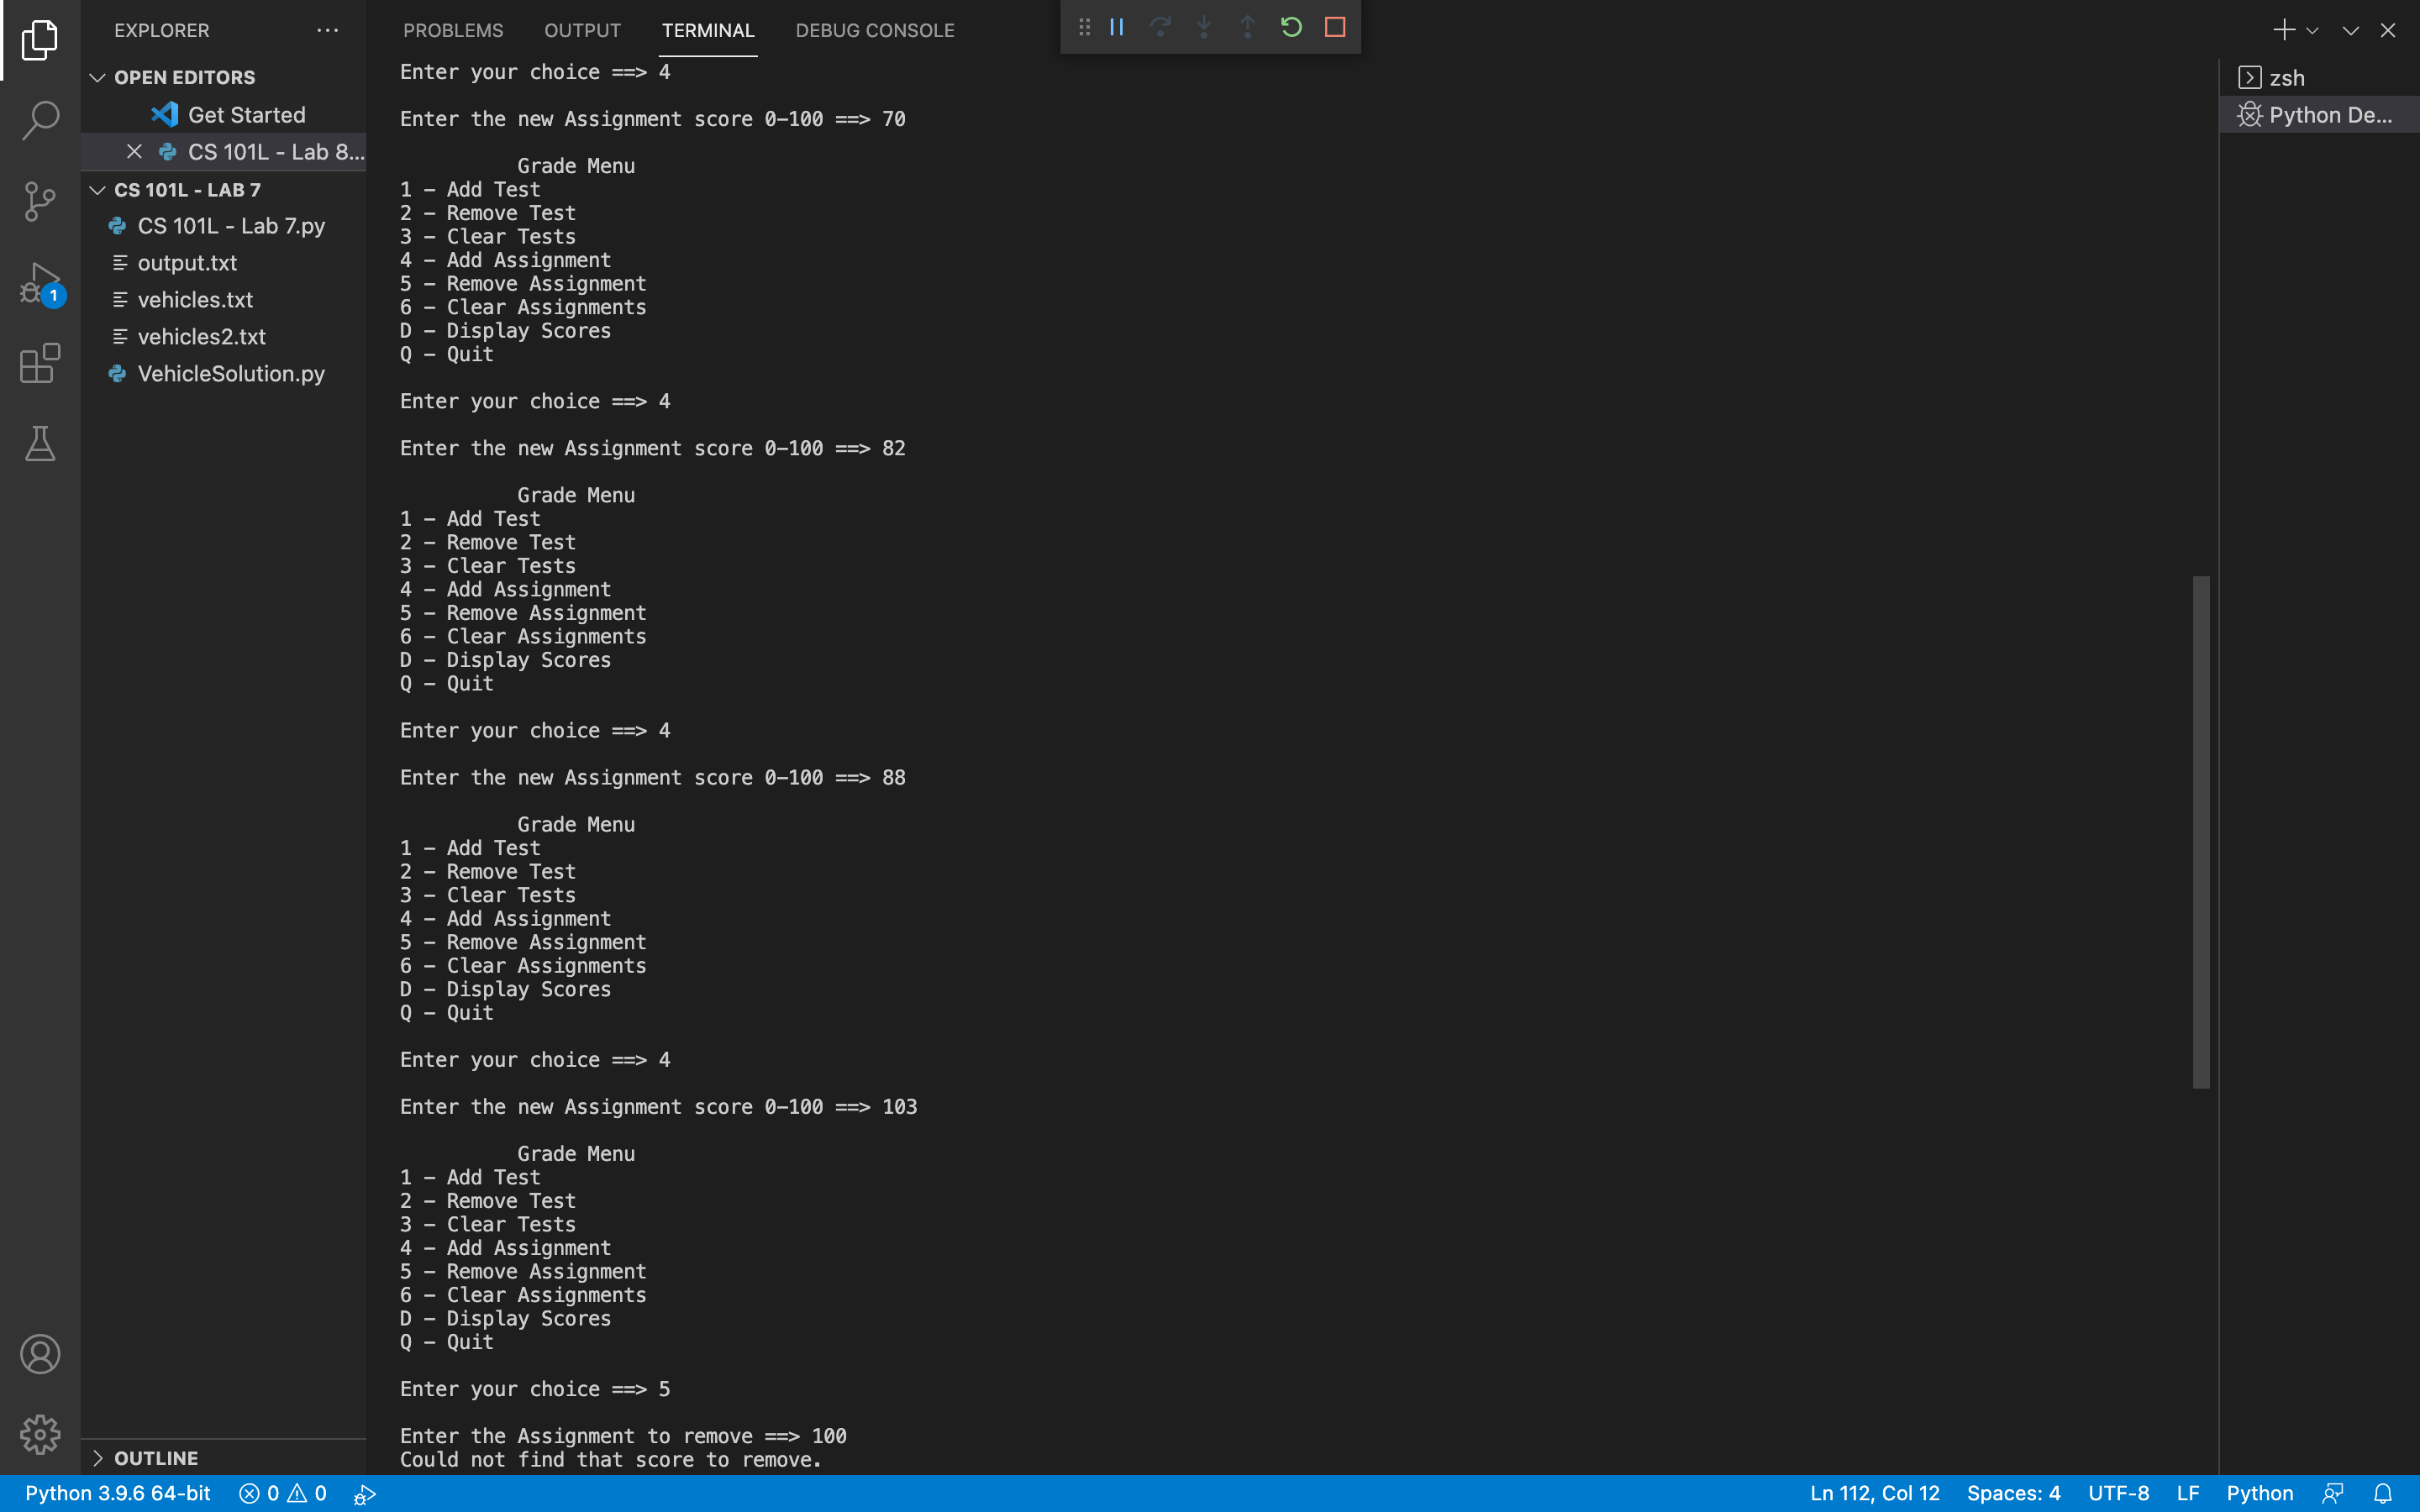 EXPLORER
OPEN EDITORS
Get Started
CS 101L - Lab 8...
CS 101L - LAB 7
CS 101L - Lab 7.py
output.txt
vehicles.txt
vehicles2.txt
VehicleSolution.py
OUTLINE
1
PROBLEMS OUTPUT TERMINAL DEBUG CONSOLE
Enter your choice ==> 4
Enter the new Assignment score 0-100 ==> 70
Grade Menu
1 - Add Test
2 - Remove Test
3 - Clear Tests
4 - Add Assignment
5 - Remove Assignment
6 - Clear Assignments
D - Display Scores
Q - Quit
Enter your choice ==> 4
Enter the new Assignment score 0-100 ==> 82
Grade Menu
1 - Add Test
2 - Remove Test
3 - Clear Tests
4 - Add Assignment
5 - Remove Assignment
6 - Clear Assignments
D - Display Scores
Q - Quit
Enter your choice ==> 4
Enter the new Assignment score 0-100 ==> 88
Grade Menu
1 - Add Test
2 - Remove Test
3 - Clear Tests
4 - Add Assignment
5 - Remove Assignment
6 - Clear Assignments
D - Display Scores
Q - Quit
Enter your choice ==> 4
Enter the new Assignment score 0-100 ==> 103
Grade Menu
1 - Add Test
2 - Remove Test
3 - Clear Tests
4 - Add Assignment
5 - Remove Assignment
6 - Clear Assignments
D - Display Scores
Q - Quit
Enter your choice ==> 5
Enter the Assignment to remove ==> 100
Could not find that score to remove.
zsh
Python De...
Python 3.9.6 64-bit 0 0
Ln 112, Col 12 Spaces: 4 UTF-8 LF Python